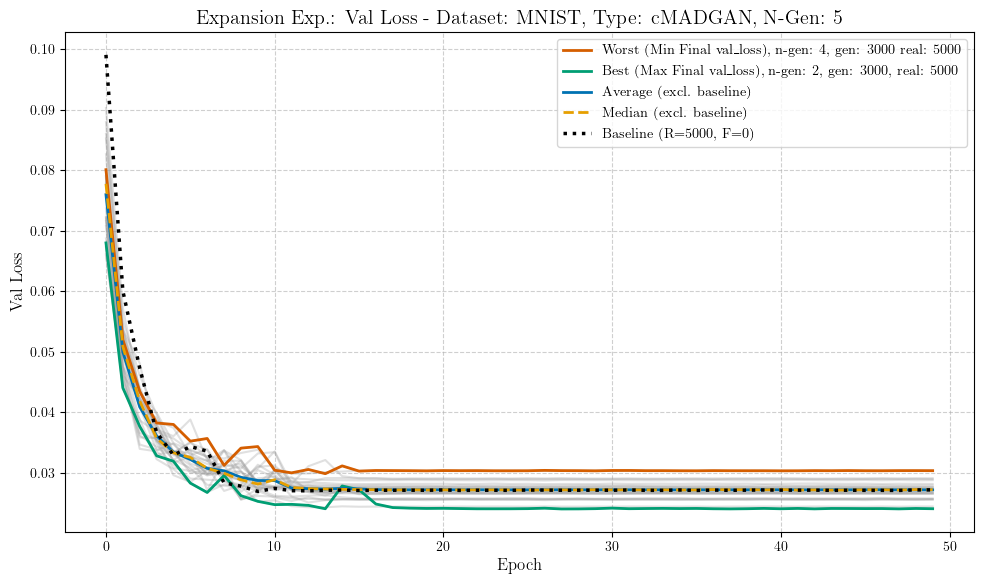 Expansion Exp.: Val Loss - Dataset: MNIST, Type: cMADGAN, N-Gen: 5
Worst (Min Final val_loss), n-gen: 4, gen: 3000 real: 5000
Best (Max Final val_loss), n-gen: 2, gen: 3000, real: 5000
Average (excl. baseline)
Median (excl. baseline)
Baseline (R=5000, F=0)
Val Loss
0.10
0.09
0.08
0.07
0.06
0.05
0.04
0.03
0
10
20
30
40
50
Epoch